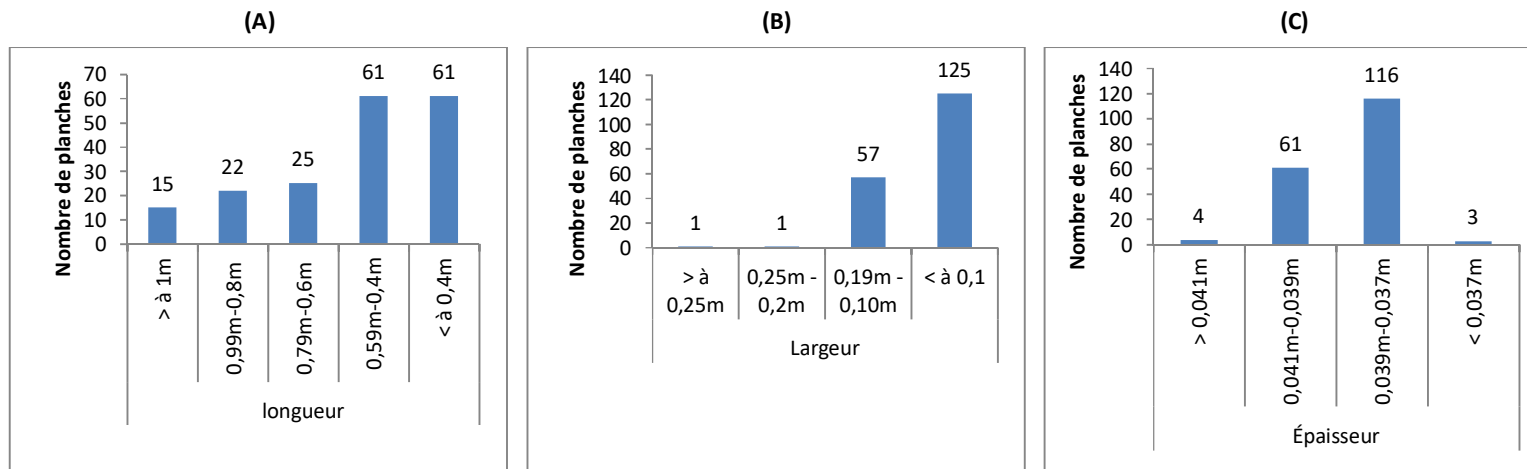 (A)
Nombre de planches
70
60
50
40
30
20
10
0
15
22
25
61
61
> à 1m
0,99m-0,8m
0,79m-0,6m
0,59m-0,4m
< à 0,4m
longueur
(B)
Nombre de planches
140
120
100
80
60
40
20
0
1
1
57
125
> à
0,25m
0,25m -
0,2m
0,19m -
0,10m
< à 0,1
Largeur
(C)
Nombre de planches
140
120
100
80
60
40
20
0
4
61
116
3
> 0,041m
0,041m-0,039m
0,039m-0,037m
< 0,037m
Épaisseur